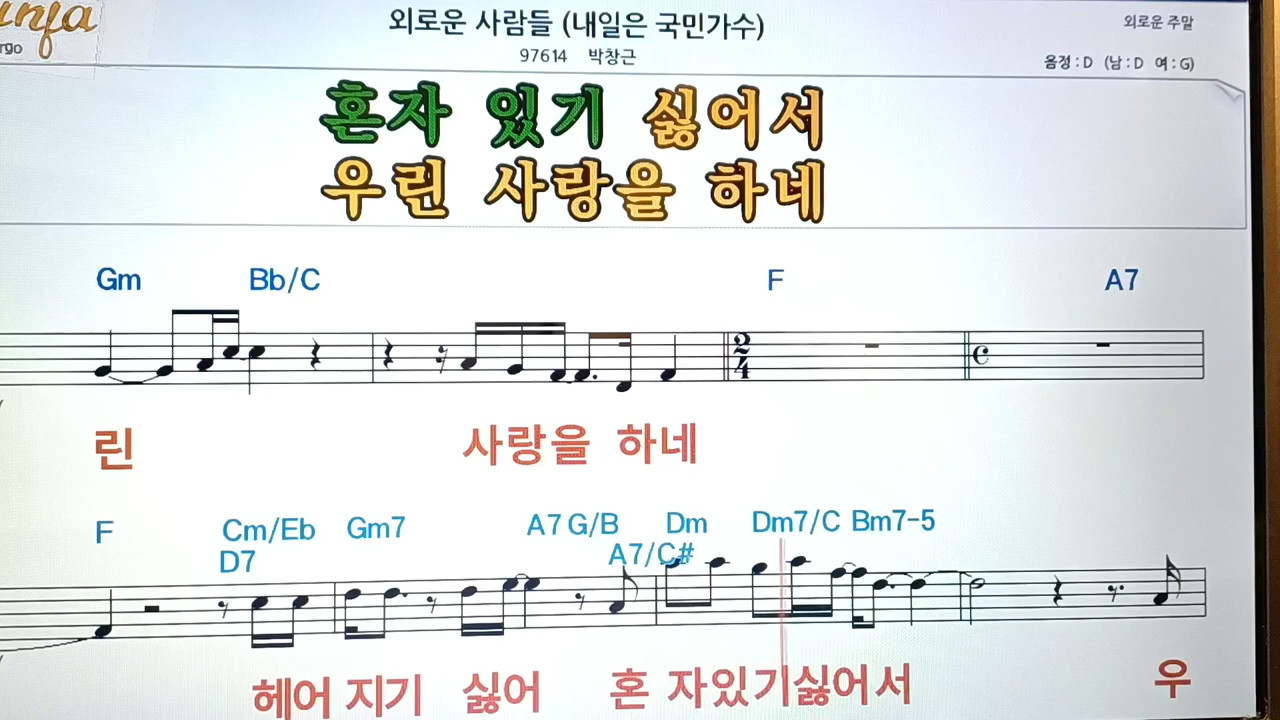 외로운 사람들 (내일은 국민가수)
외로운 주말
rgo
97614 박창근
음정 : D (남 : D 여 : G)
혼자 있기 싫어서
우린 사랑을 하네
Gm Bb/C F A7
2
4
린 사랑을 하네
F Cm/Eb Gm7 A7 G/B Dm Dm7/C Bm7-5
D7 A7/C#
헤어 지기 싫어 혼 자있기싫어서 우